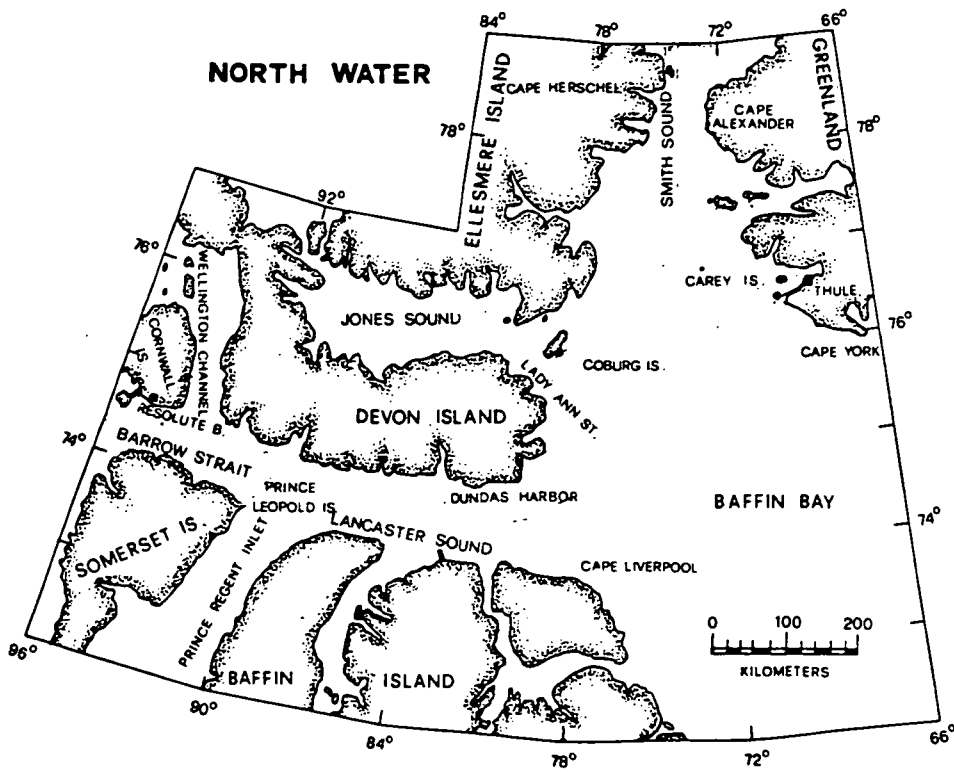 84°
78°
72°
66°
NORTH WATER
ELLESMERE ISLAND
CAPE HERSCHEL
SMITH SOUND
CAPE
ALEXANDER
GREENLAND
78°
78°
92°
76°
WELLINGTON CHANNEL
CORNWALL
IS.
JONES SOUND
CAREY IS.
THULE
76°
CAPE YORK
COBURG IS.
LADY ANN ST.
DEVON ISLAND
RESOLUTE B.
74°
BARROW STRAIT
PRINCE
LEOPOLD IS.
DUNDAS HARBOR
BAFFIN BAY
74°
LANCASTER SOUND
SOMERSET IS.
PRINCE REGENT INLET
CAPE LIVERPOOL
0 100 200
KILOMETERS
BAFFIN ISLAND
96°
90°
84°
78°
72°
66°